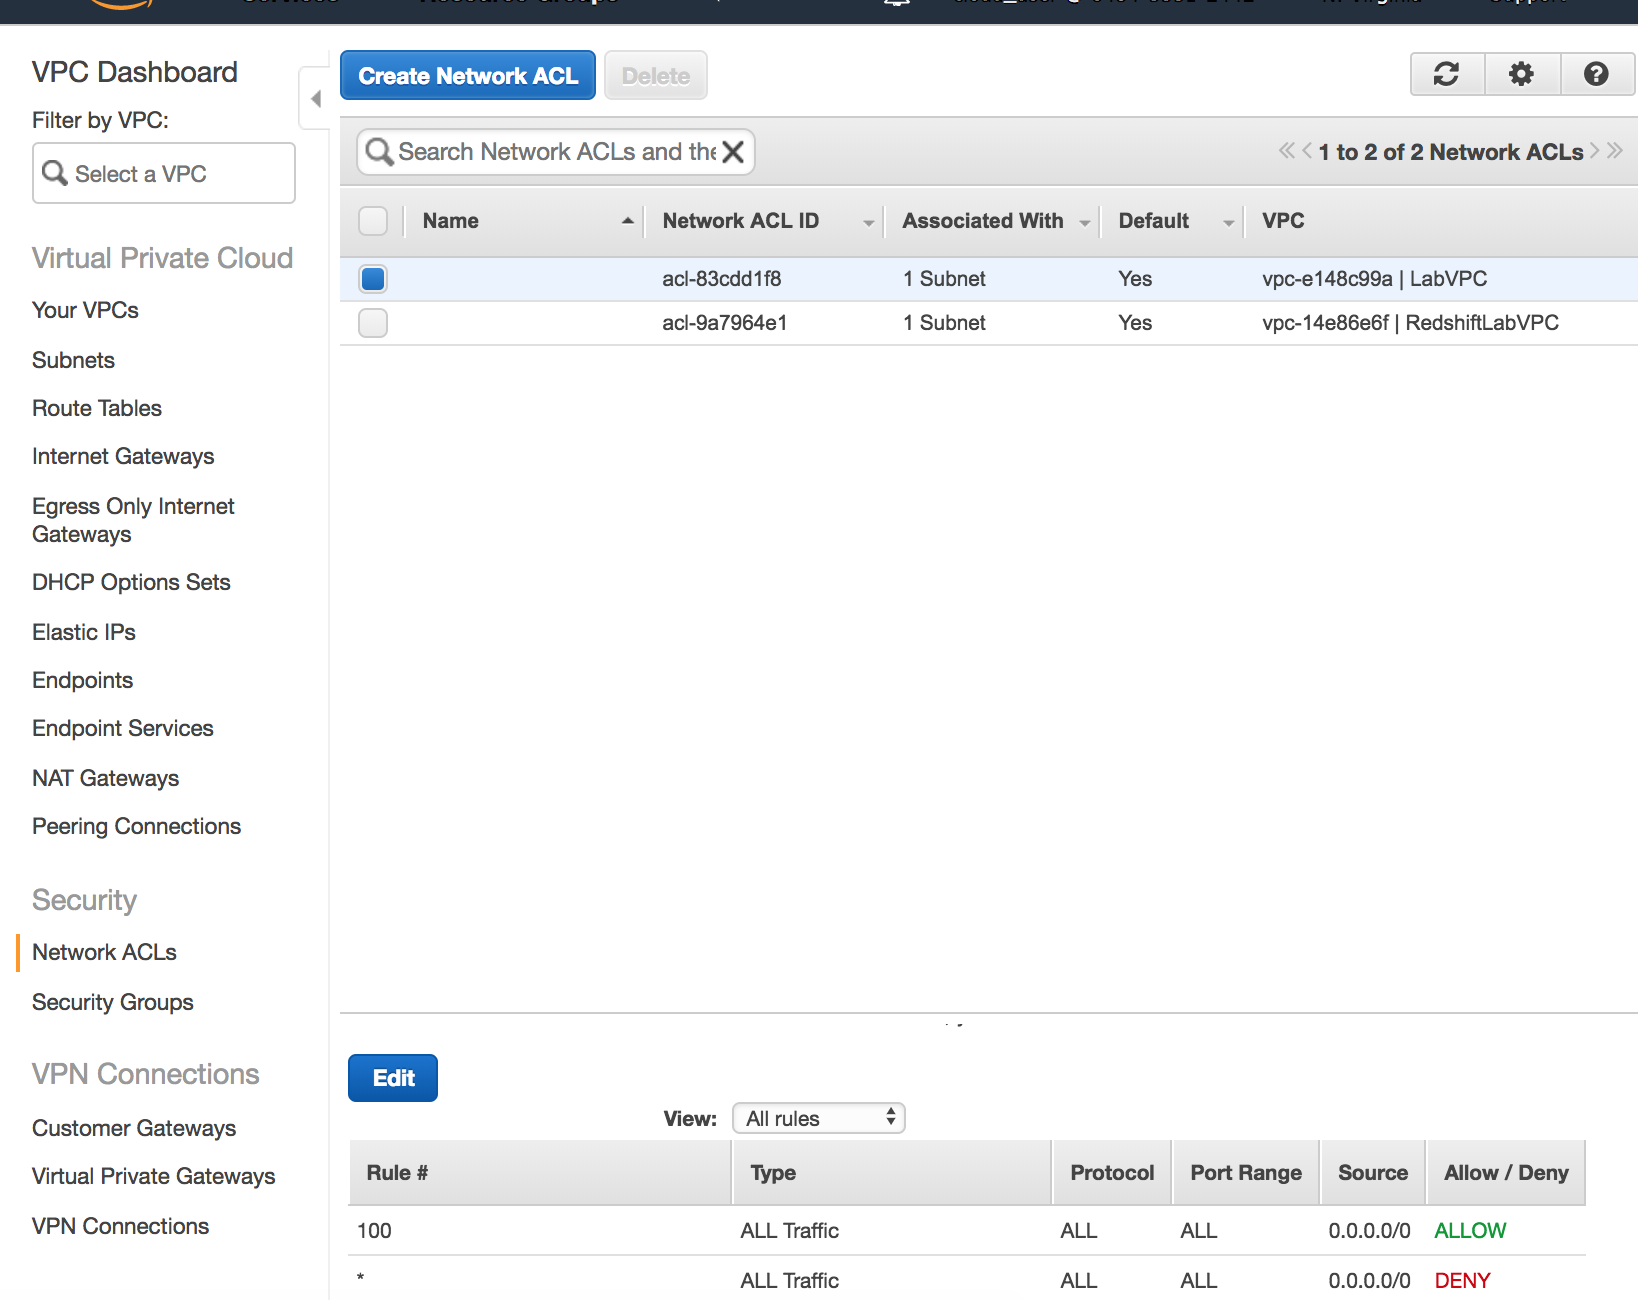 VPC Dashboard
Filter by VPC:
Select a VPC
Virtual Private Cloud
Your VPCs
Subnets
Route Tables
Internet Gateways
Egress Only Internet
Gateways
DHCP Options Sets
Elastic IPs
Endpoints
Endpoint Services
NAT Gateways
Peering Connections
Security
Network ACLs
Security Groups
VPN Connections
Customer Gateways
Virtual Private Gateways
VPN Connections
Create Network ACL Delete
Search Network ACLs and the
1 to 2 of 2 Network ACLs
Name Network ACL ID Associated With Default VPC
acl-83cdd1f8 1 Subnet Yes vpc-e148c99a | LabVPC
acl-9a7964e1 1 Subnet Yes vpc-14e86e6f | RedshiftLabVPC
Edit
View: All rules
Rule # Type Protocol Port Range Source Allow / Deny
100 ALL Traffic ALL ALL 0.0.0.0/0 ALLOW
* ALL Traffic ALL ALL 0.0.0.0/0 DENY